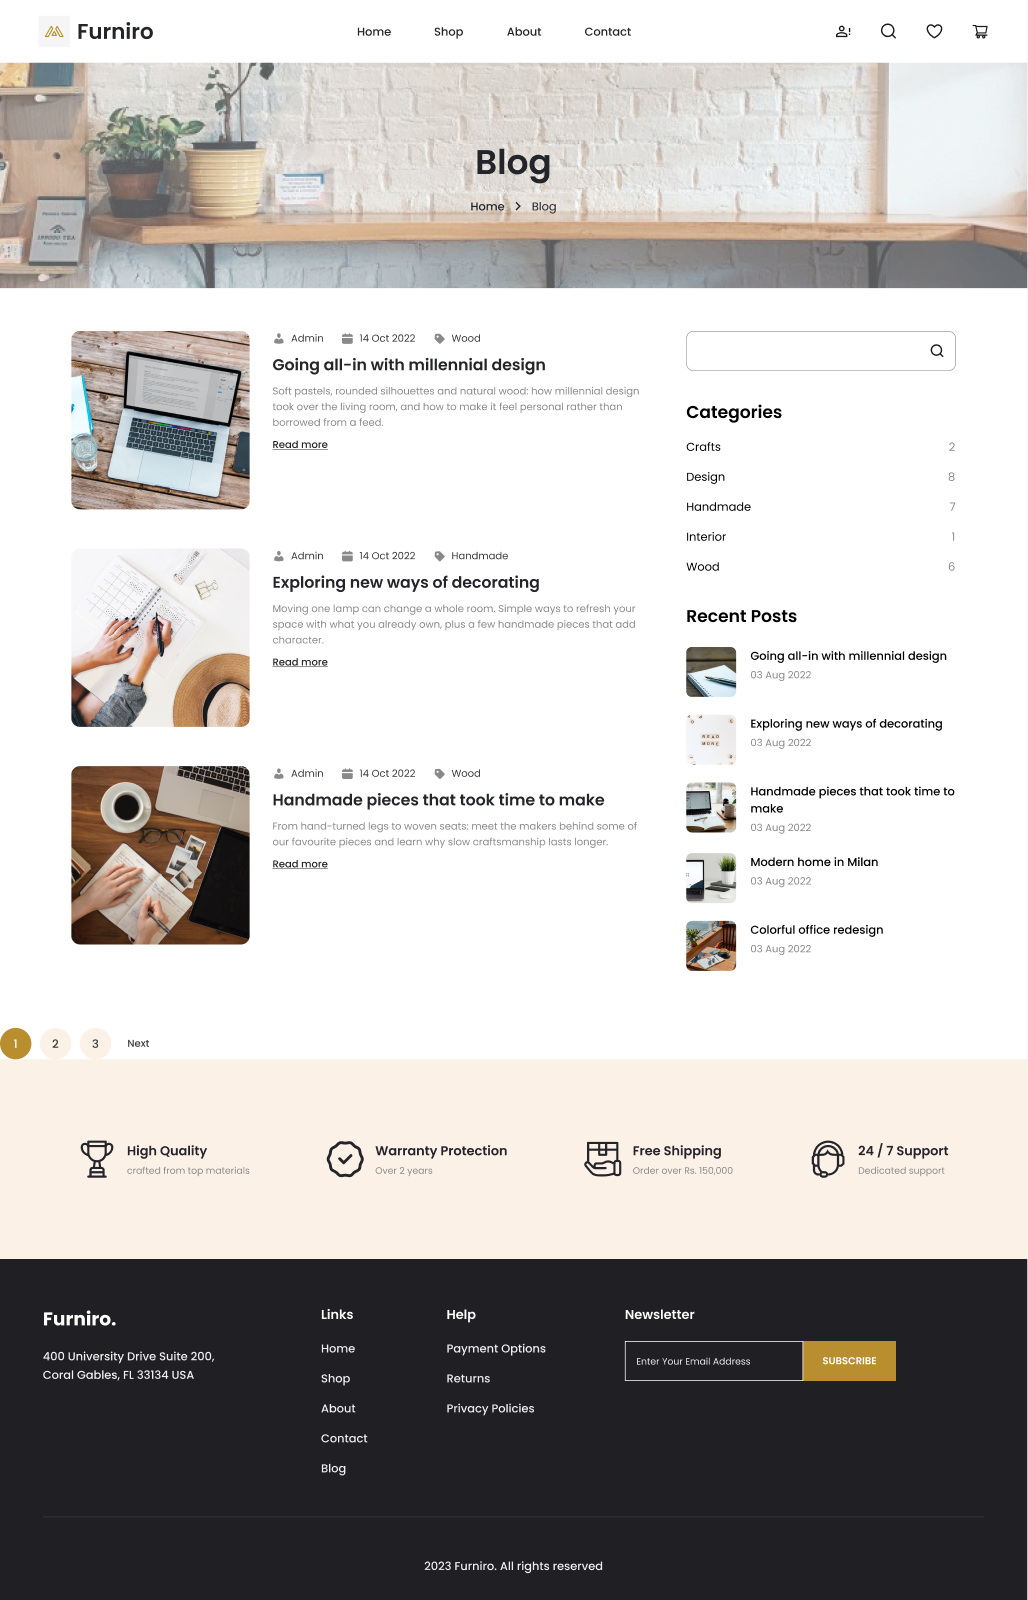 Furniro
Home
Shop
About
Contact
Blog
Home
Blog
Admin
14 Oct 2022
Wood
Going all-in with millennial design
Soft pastels, rounded silhouettes and natural wood: how millennial design
took over the living room, and how to make it feel personal rather than
borrowed from a feed.
Read more
Admin
14 Oct 2022
Handmade
Exploring new ways of decorating
Moving one lamp can change a whole room. Simple ways to refresh your
space with what you already own, plus a few handmade pieces that add
character.
Read more
Admin
14 Oct 2022
Wood
Handmade pieces that took time to make
From hand-turned legs to woven seats: meet the makers behind some of
our favourite pieces and learn why slow craftsmanship lasts longer.
Read more
Categories
Crafts 2
Design 8
Handmade 7
Interior 1
Wood 6
Recent Posts
Going all-in with millennial design
03 Aug 2022
READ
MORE
Exploring new ways of decorating
03 Aug 2022
Handmade pieces that took time to
make
03 Aug 2022
Modern home in Milan
03 Aug 2022
Colorful office redesign
03 Aug 2022
1
2
3
Next
High Quality
crafted from top materials
Warranty Protection
Over 2 years
Free Shipping
Order over Rs. 150,000
24 / 7 Support
Dedicated support
Furniro.
400 University Drive Suite 200,
Coral Gables, FL 33134 USA
Links
Home
Shop
About
Contact
Blog
Help
Payment Options
Returns
Privacy Policies
Newsletter
Enter Your Email Address
SUBSCRIBE
2023 Furniro. All rights reserved